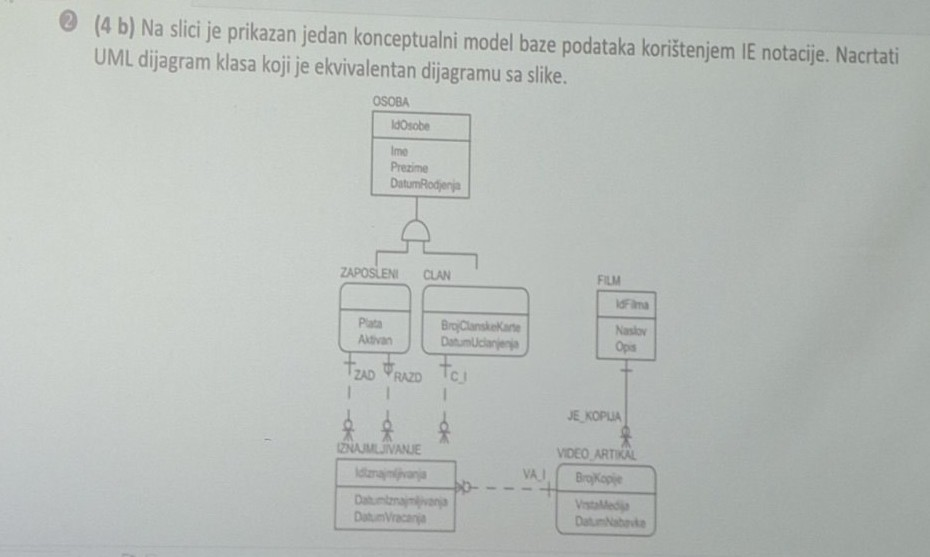 2 (4 b) Na slici je prikazan jedan konceptualni model baze podataka korištenjem IE notacije. Nacrtati
UML dijagram klasa koji je ekvivalentan dijagramu sa slike.
OSOBA
IdOsobe
Ime
Prezime
DatumRodjenja
ZAPOSLENI
CLAN
FILM
IdFilma
Plata
Aktivan
BrojClanskeKarte
DatumUclanjenja
Naslov
Opis
ZAD
RAZD
C_I
JE_KOPIJA
IZNAJMLJIVANJE
VIDEO_ARTIKAL
IdIznajmljivanja
VA_I
BrojKopije
DatumIznajmljivanja
DatumVracanja
VrstaMedija
DatumNabavke